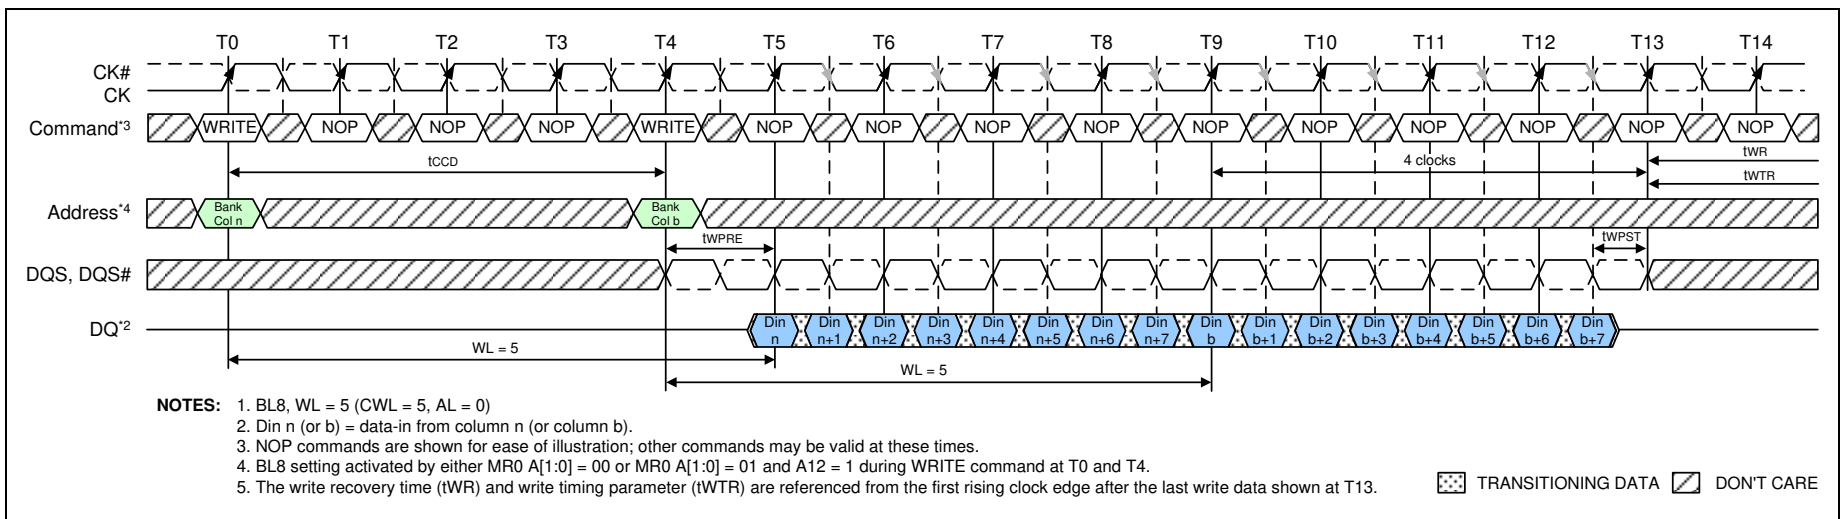 T0 T1 T2 T3 T4 T5 T6 T7 T8 T9 T10 T11 T12 T13 T14
CK#
CK
Command*3 WRITE NOP NOP NOP WRITE NOP NOP NOP NOP NOP NOP NOP NOP NOP NOP
tCCD 4 clocks tWR
tWTR
Address*4 Bank Col n Bank Col b
tWPRE tWPST
DQS, DQS#
DQ*2 Din n Din n+1 Din n+2 Din n+3 Din n+4 Din n+5 Din n+6 Din n+7 Din b Din b+1 Din b+2 Din b+3 Din b+4 Din b+5 Din b+6 Din b+7
WL = 5
WL = 5
NOTES: 1. BL8, WL = 5 (CWL = 5, AL = 0)
2. Din n (or b) = data-in from column n (or column b).
3. NOP commands are shown for ease of illustration; other commands may be valid at these times.
4. BL8 setting activated by either MR0 A[1:0] = 00 or MR0 A[1:0] = 01 and A12 = 1 during WRITE command at T0 and T4.
5. The write recovery time (tWR) and write timing parameter (tWTR) are referenced from the first rising clock edge after the last write data shown at T13.
TRANSITIONING DATA DON'T CARE